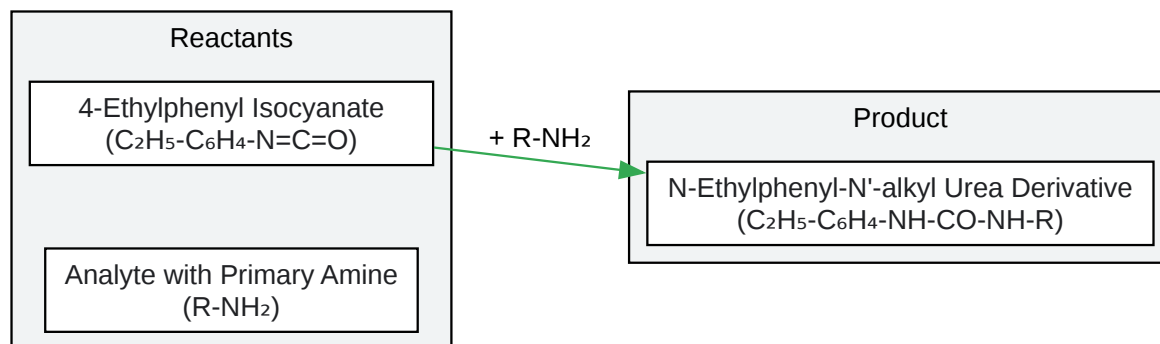 Reactants
4-Ethylphenyl Isocyanate
(C₂H₅-C₆H₄-N=C=O)
+ R-NH₂
Product
N-Ethylphenyl-N'-alkyl Urea Derivative
(C₂H₅-C₆H₄-NH-CO-NH-R)
Analyte with Primary Amine
(R-NH₂)